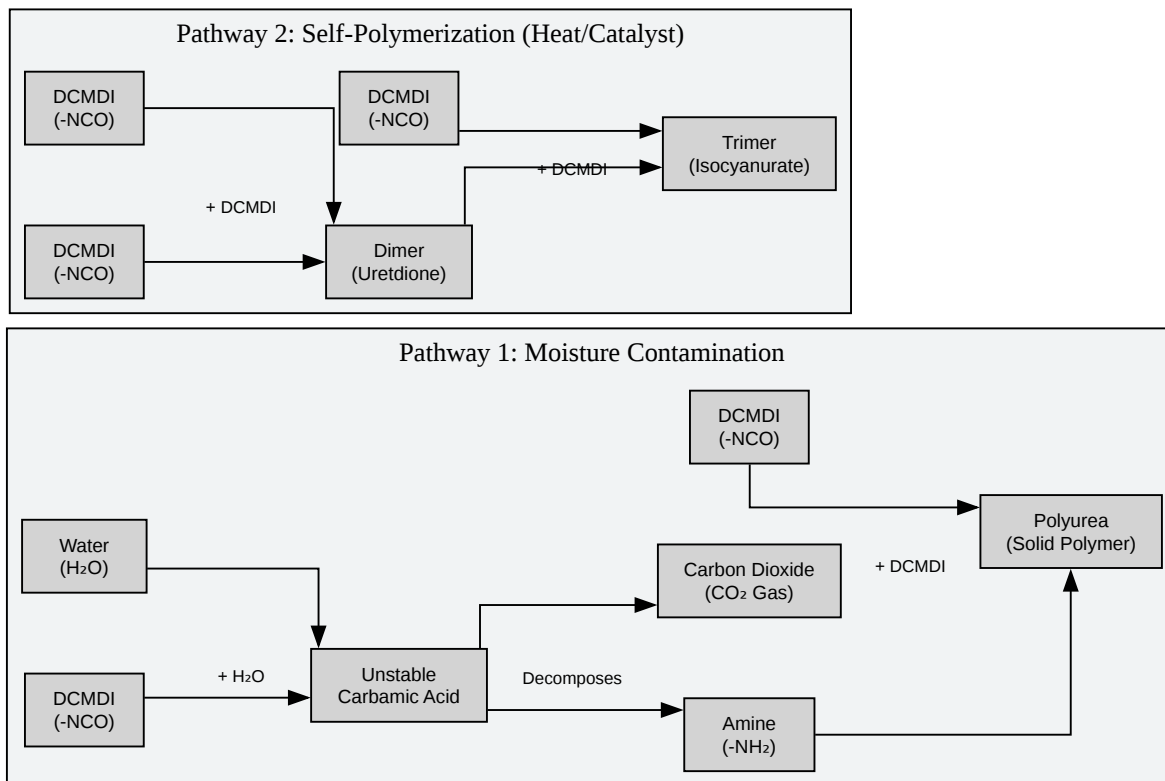 Pathway 2: Self-Polymerization (Heat/Catalyst)
DCMDI
(-NCO)
DCMDI
(-NCO)
Trimer
(Isocyanurate)
+ DCMDI
+ DCMDI
DCMDI
(-NCO)
Dimer
(Uretdione)
Pathway 1: Moisture Contamination
DCMDI
(-NCO)
Polyurea
(Solid Polymer)
Water
(H₂O)
Carbon Dioxide
(CO₂ Gas)
+ DCMDI
DCMDI
(-NCO)
+ H₂O
Unstable
Carbamic Acid
Decomposes
Amine
(-NH₂)